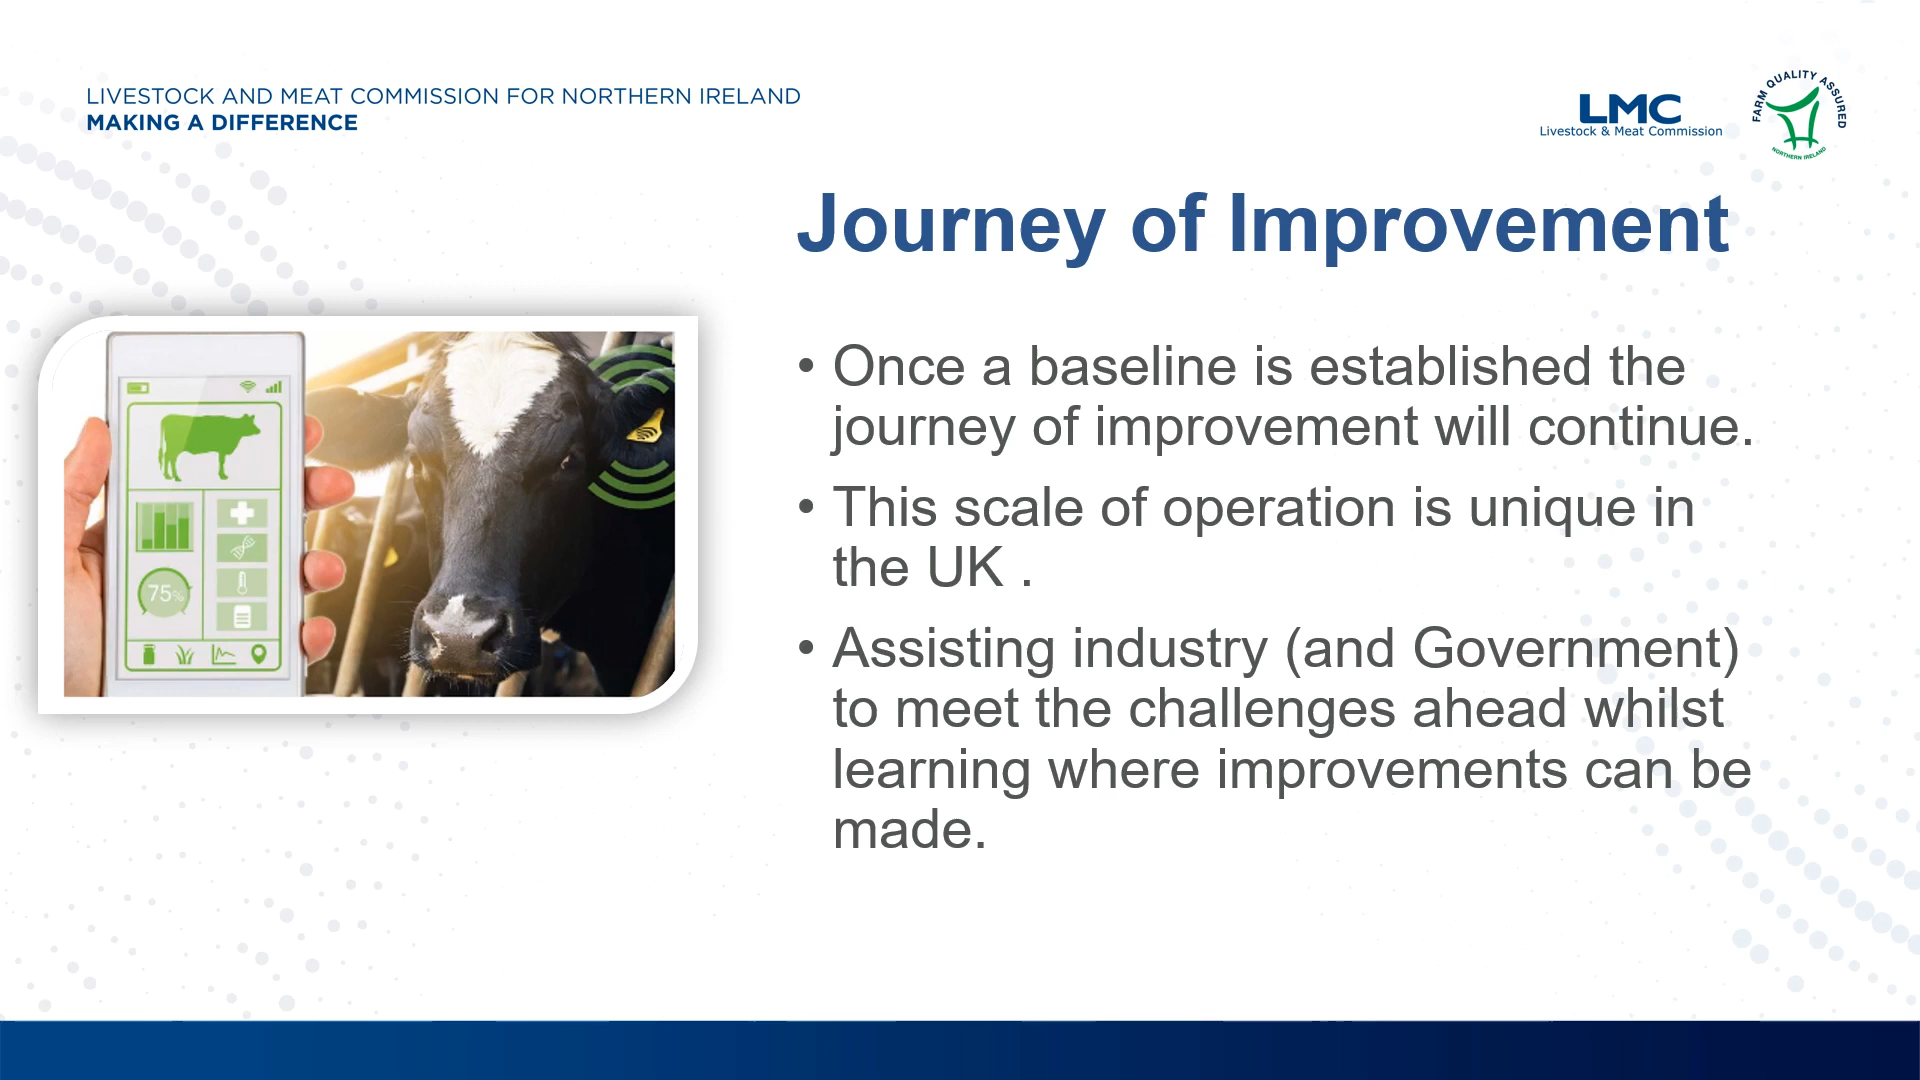 LIVESTOCK AND MEAT COMMISSION FOR NORTHERN IRELAND
MAKING A DIFFERENCE
LMC
Livestock & Meat Commission
FARM QUALITY ASSURED
NORTHERN IRELAND
Journey of Improvement
• Once a baseline is established the
journey of improvement will continue.
• This scale of operation is unique in
the UK .
• Assisting industry (and Government)
to meet the challenges ahead whilst
learning where improvements can be
made.
75%